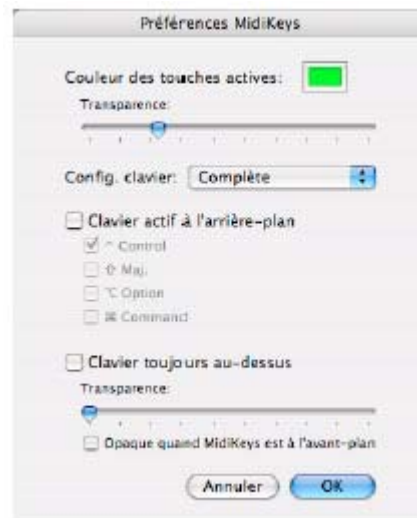 Préférences MidiKeys
Couleur des touches actives:
Transparence:
Config. clavier: Complète
Clavier actif à l'arrière-plan
⌃ Control
⇧ Maj.
⌥ Option
⌘ Command
Clavier toujours au-dessus
Transparence:
Opaque quand MidiKeys est à l'avant-plan
Annuler OK